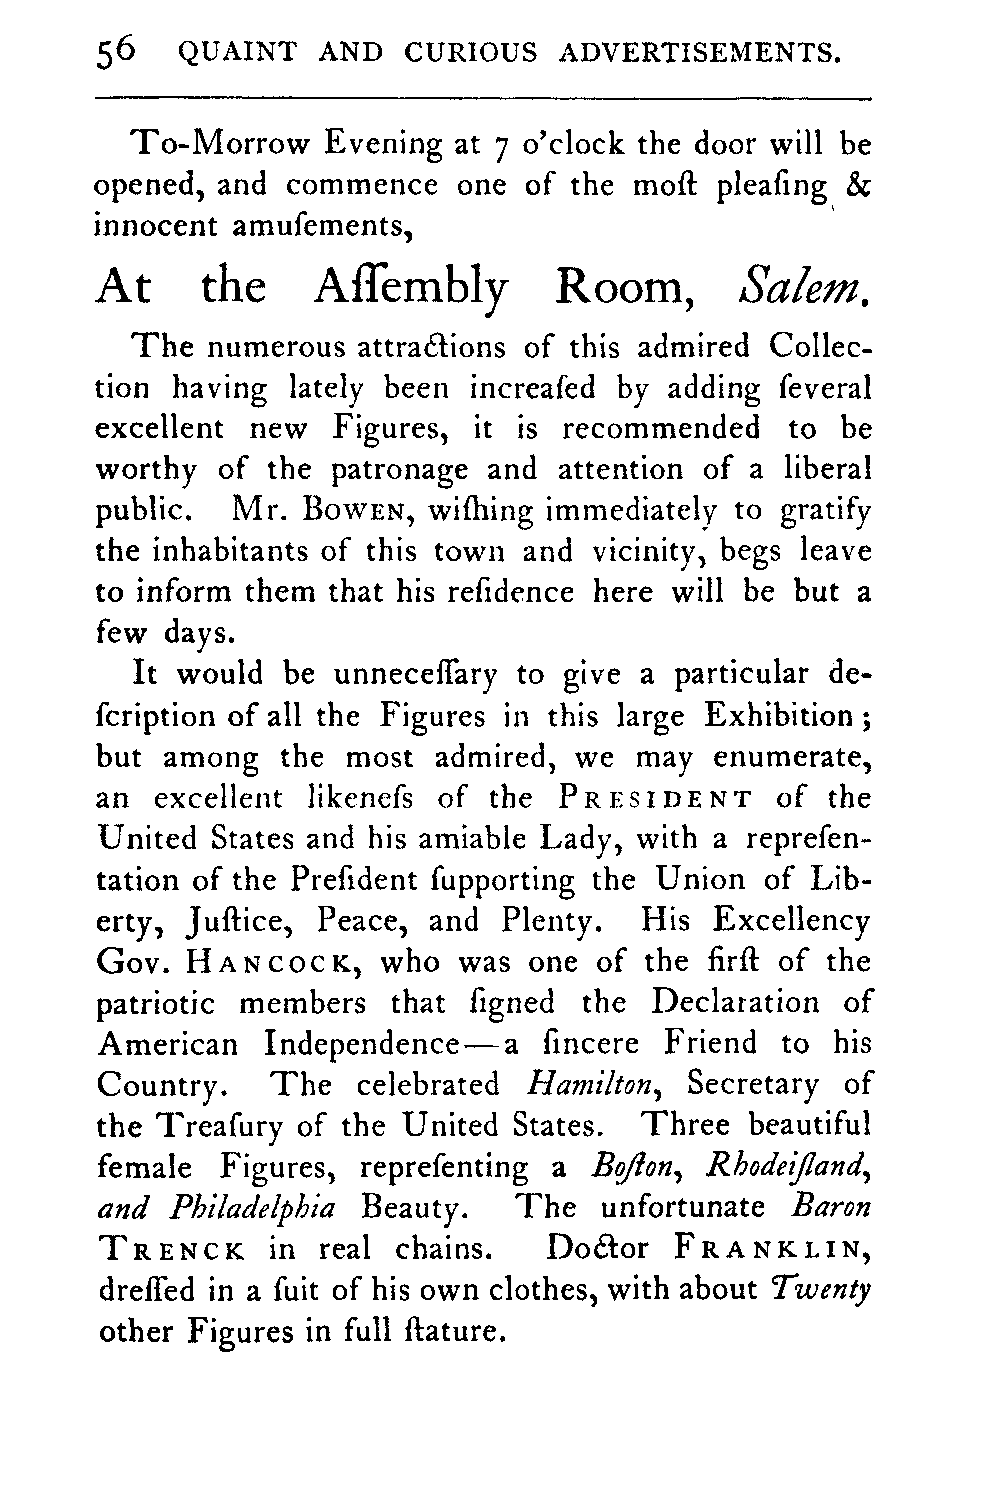 56 QUAINT AND CURIOUS ADVERTISEMENTS.
To-Morrow Evening at 7 o'clock the door will be
opened, and commence one of the moſt pleaſing &
innocent amuſements,
At the Aſſembly Room, Salem.
The numerous attractions of this admired Collec-
tion having lately been increaſed by adding ſeveral
excellent new Figures, it is recommended to be
worthy of the patronage and attention of a liberal
public. Mr. BOWEN, wiſhing immediately to gratify
the inhabitants of this town and vicinity, begs leave
to inform them that his reſidence here will be but a
few days.
It would be unneceſſary to give a particular de-
ſcription of all the Figures in this large Exhibition;
but among the most admired, we may enumerate,
an excellent likeneſs of the PRESIDENT of the
United States and his amiable Lady, with a repreſen-
tation of the Preſident ſupporting the Union of Lib-
erty, Juſtice, Peace, and Plenty. His Excellency
Gov. HANCOCK, who was one of the firſt of the
patriotic members that ſigned the Declaration of
American Independence—a ſincere Friend to his
Country. The celebrated Hamilton, Secretary of
the Treaſury of the United States. Three beautiful
female Figures, repreſenting a Boſton, Rhodeiſland,
and Philadelphia Beauty. The unfortunate Baron
TRENCK in real chains. Doctor FRANKLIN,
dreſſed in a ſuit of his own clothes, with about Twenty
other Figures in full ſtature.